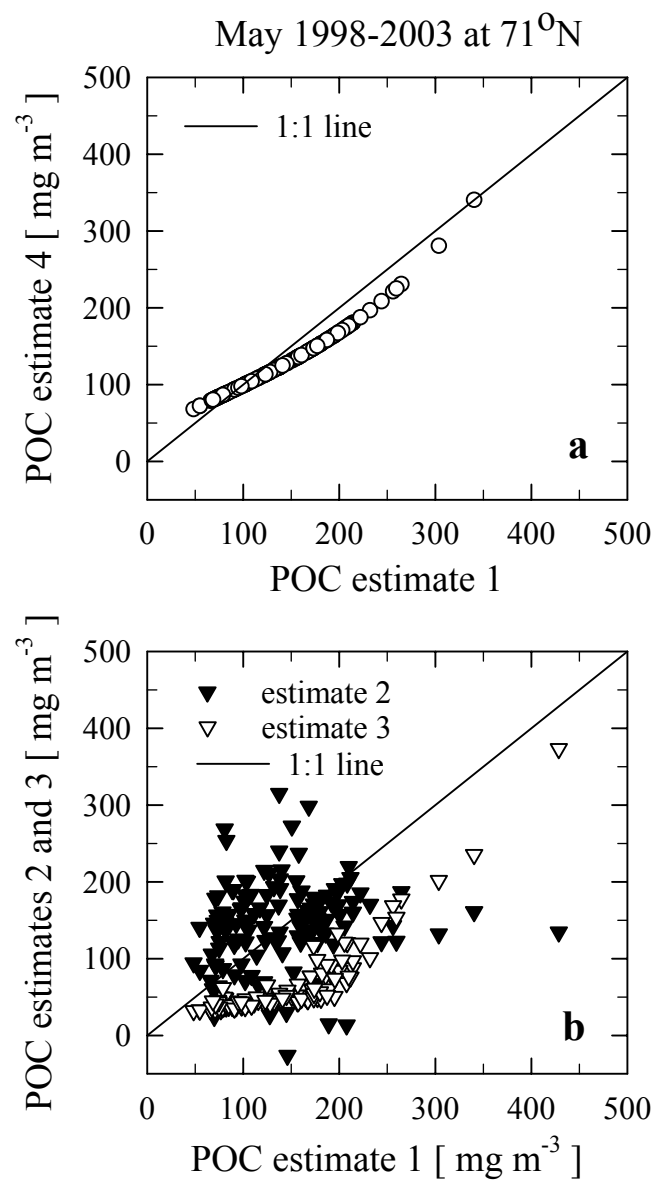 May 1998-2003 at 71°N
POC estimate 4 [ mg m⁻³ ]
500
400
300
200
100
0
1:1 line
a
0 100 200 300 400 500
POC estimate 1
POC estimates 2 and 3 [ mg m⁻³ ]
500
400
300
200
100
0
estimate 2
estimate 3
1:1 line
b
0 100 200 300 400 500
POC estimate 1 [ mg m⁻³ ]